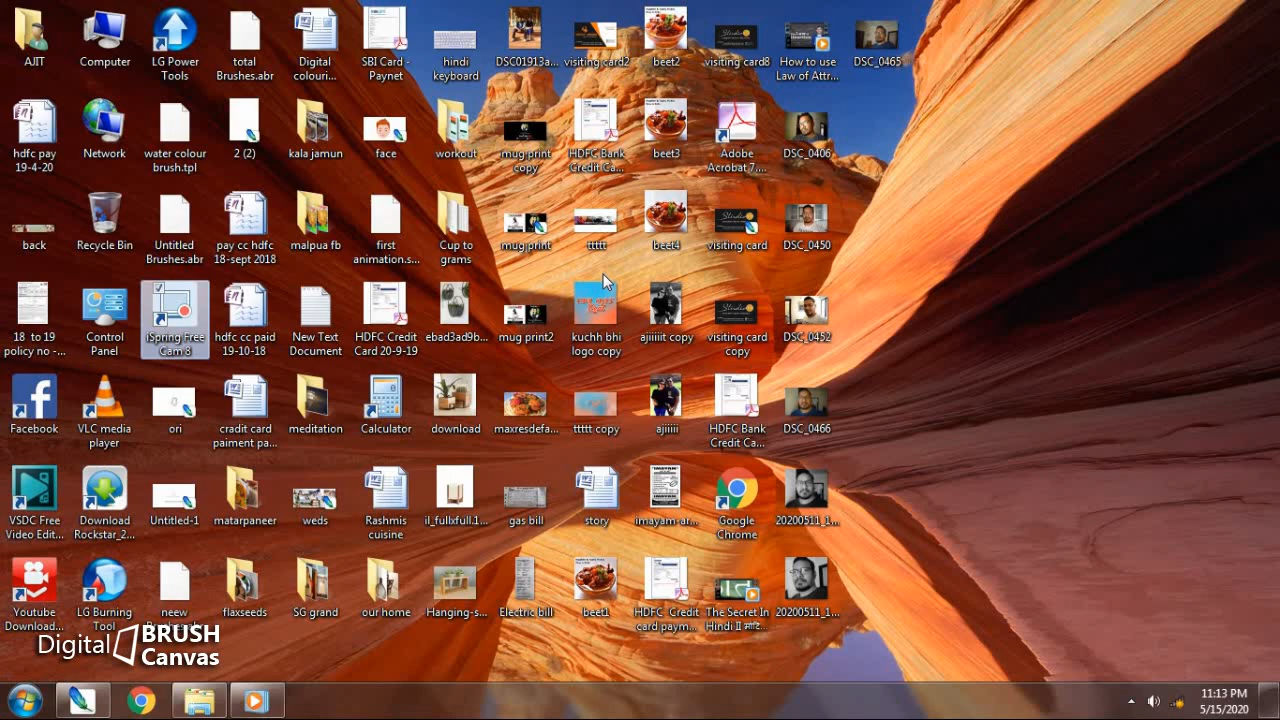 AJIT
Computer
LG Power
Tools
total
Brushes.abr
Digital
colouri...
SBI Card -
Paynet
hindi
keyboard
DSC01913a...
visiting card2
beet2
visiting card8
How to use
Law of Attr...
DSC_0465
hdfc pay
19-4-20
Network
water colour
brush.tpl
2 (2)
kala jamun
face
workout
mug print
copy
HDFC Bank
Credit Ca...
beet3
Adobe
Acrobat 7....
DSC_0406
back
Recycle Bin
Untitled
Brushes.abr
pay cc hdfc
18-sept 2018
malpua fb
first
animation.s...
Cup to
grams
mug print
ttttt
beet4
visiting card
DSC_0450
18 to 19
policy no -...
Control
Panel
iSpring Free
Cam 8
hdfc cc paid
19-10-18
New Text
Document
HDFC Credit
Card 20-9-19
ebad3ad9b...
mug print2
kuchh bhi
logo copy
ajiiiiit copy
visiting card
copy
DSC_0452
Facebook
VLC media
player
ori
cradit card
paiment pa...
meditation
Calculator
download
maxresdefa...
ttttt copy
ajiiiii
HDFC Bank
Credit Ca...
DSC_0466
VSDC Free
Video Edit...
Download
Rockstar_2...
Untitled-1
matarpaneer
weds
Rashmis
cuisine
il_fullxfull.1...
gas bill
story
imayam-ar...
Google
Chrome
20200511_1...
Youtube
Download...
LG Burning
Tool
neew
flaxseeds
SG grand
our home
Hanging-s...
Electric bill
beet1
HDFC Credit
card paym...
The Secret In
Hindi II
20200511_1...
Digital BRUSH
Canvas
11:13 PM
5/15/2020